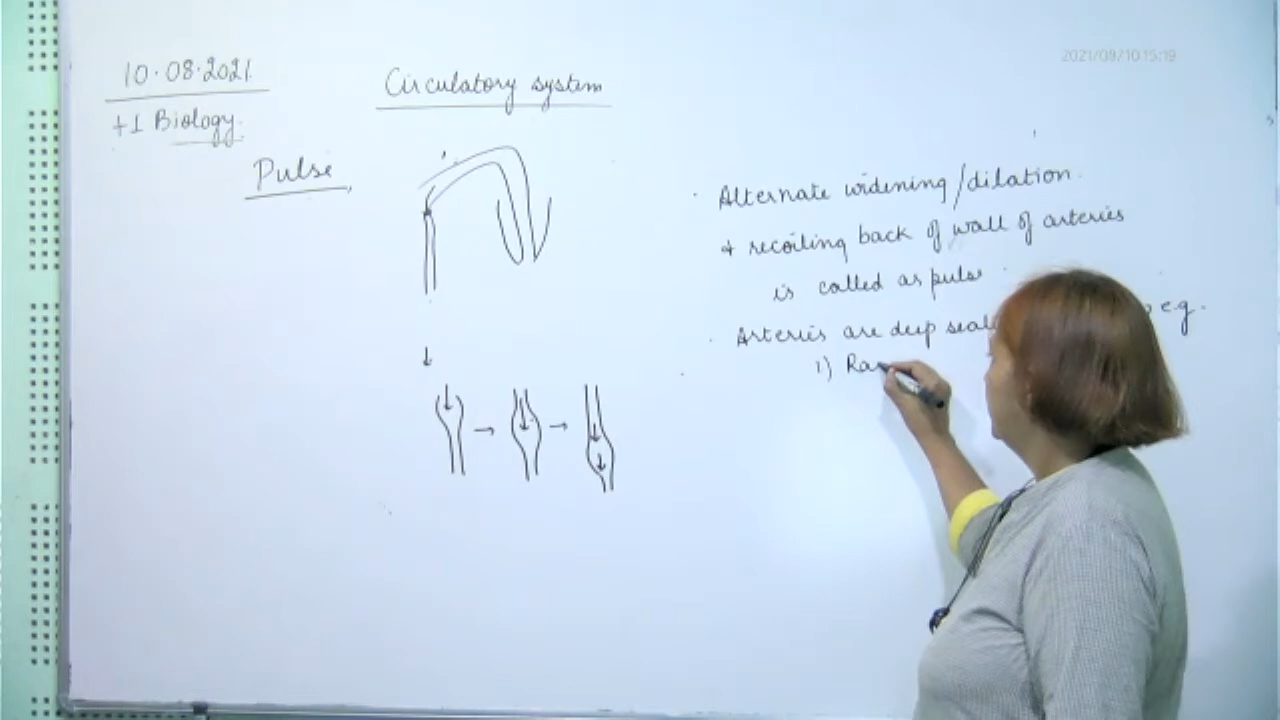 2021/09/10 15:19
10.08.2021.
+1 Biology.
Circulatory system
Pulse
· Alternate widening/dilation.
+ recoiling back of wall of arteries
is called as pulse
· Arteries are deep e.g.
1) Ra